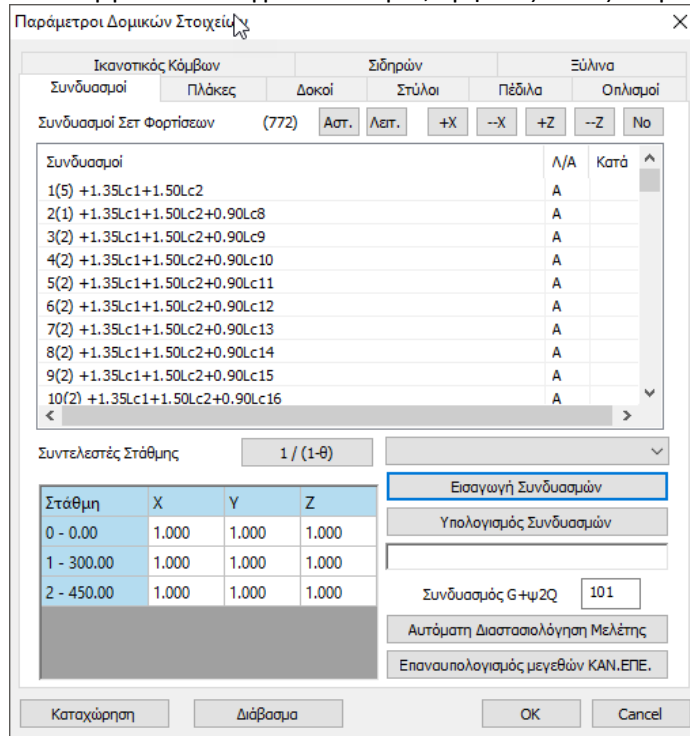 Παράμετροι Δομικών Στοιχείων
Ικανοτικός Κόμβων Σιδηρών Ξύλινα
Συνδυασμοί Πλάκες Δοκοί Στύλοι Πέδιλα Οπλισμοί
Συνδυασμοί Σετ Φορτίσεων (772) Αστ. Λειτ. +X --X +Z --Z No
Συνδυασμοί Λ/Α Κατά
1(5) +1.35Lc1+1.50Lc2 Α
2(1) +1.35Lc1+1.50Lc2+0.90Lc8 Α
3(2) +1.35Lc1+1.50Lc2+0.90Lc9 Α
4(2) +1.35Lc1+1.50Lc2+0.90Lc10 Α
5(2) +1.35Lc1+1.50Lc2+0.90Lc11 Α
6(2) +1.35Lc1+1.50Lc2+0.90Lc12 Α
7(2) +1.35Lc1+1.50Lc2+0.90Lc13 Α
8(2) +1.35Lc1+1.50Lc2+0.90Lc14 Α
9(2) +1.35Lc1+1.50Lc2+0.90Lc15 Α
10(2) +1.35Lc1+1.50Lc2+0.90Lc16 Α
Συντελεστές Στάθμης 1 / (1-θ)
Εισαγωγή Συνδυασμών
Στάθμη X Y Z
Υπολογισμός Συνδυασμών
0 - 0.00 1.000 1.000 1.000
1 - 300.00 1.000 1.000 1.000
2 - 450.00 1.000 1.000 1.000
Συνδυασμός G+ψ2Q 101
Αυτόματη Διαστασιολόγηση Μελέτης
Επαναυπολογισμός μεγεθών ΚΑΝ.ΕΠΕ.
Καταχώρηση Διάβασμα OK Cancel